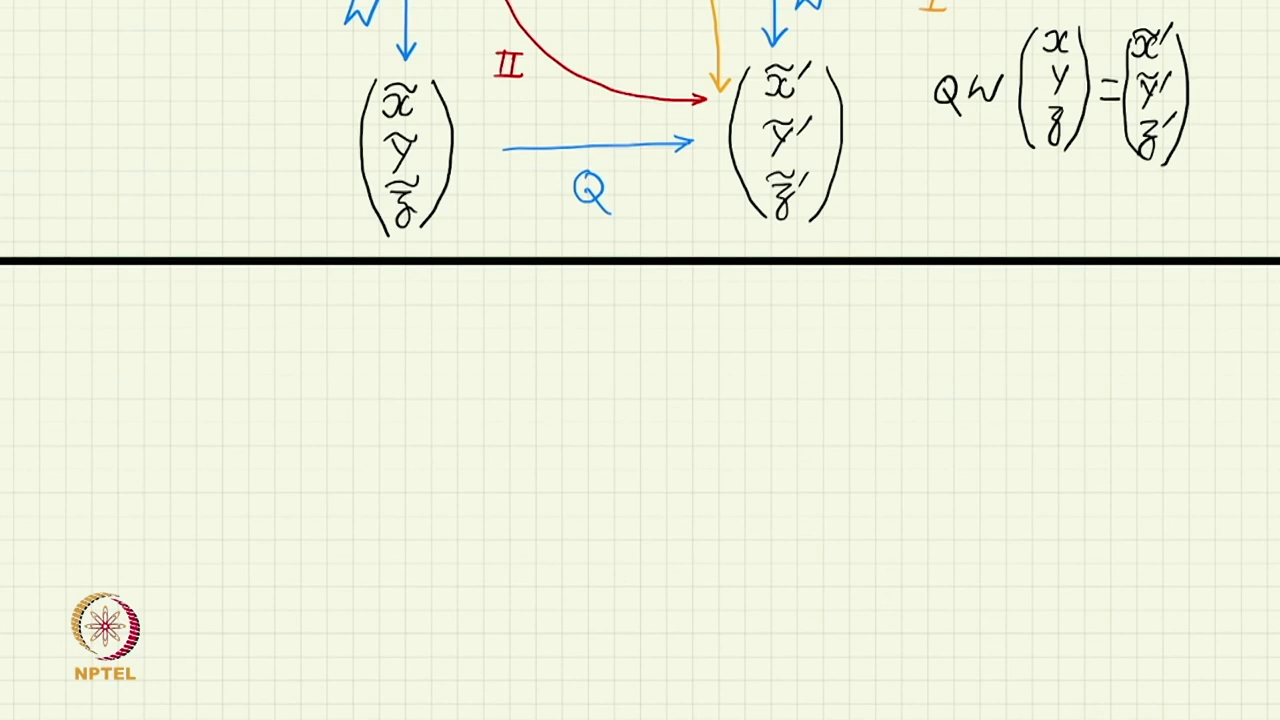 W W I
II
QW (x y z) = (x̃′ ỹ′ z̃′)
(x̃ ỹ z̃) (x̃′ ỹ′ z̃′)
Q
NPTEL